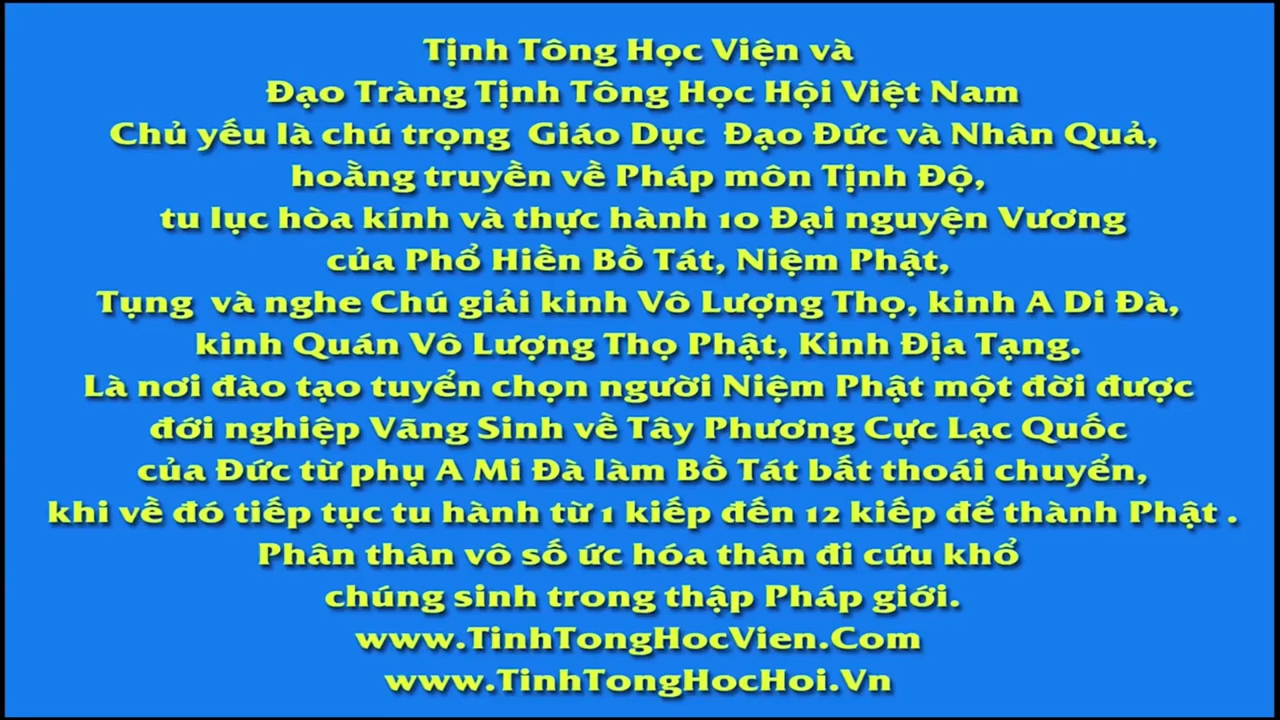 Tịnh Tông Học Viện và
Đạo Tràng Tịnh Tông Học Hội Việt Nam
Chủ yếu là chú trọng  Giáo Dục  Đạo Đức và Nhân Quả,
hoằng truyền về Pháp môn Tịnh Độ,
tu lục hòa kính và thực hành 10 Đại nguyện Vương
của Phổ Hiền Bồ Tát, Niệm Phật,
Tụng  và nghe Chú giải kinh Vô Lượng Thọ, kinh A Di Đà,
kinh Quán Vô Lượng Thọ Phật, Kinh Địa Tạng.
Là nơi đào tạo tuyển chọn người Niệm Phật một đời được
đới nghiệp Vãng Sinh về Tây Phương Cực Lạc Quốc
của Đức từ phụ A Mi Đà làm Bồ Tát bất thoái chuyển,
khi về đó tiếp tục tu hành từ 1 kiếp đến 12 kiếp để thành Phật .
Phân thân vô số ức hóa thân đi cứu khổ
chúng sinh trong thập Pháp giới.
www.TinhTongHocVien.Com
www.TinhTongHocHoi.Vn